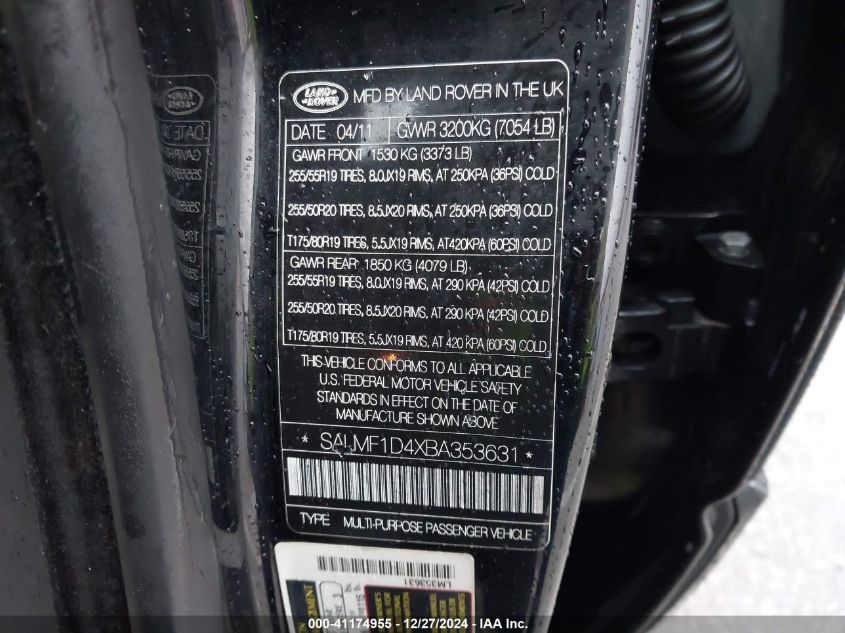 LAND ROVER
MFD BY LAND ROVER IN THE UK
DATE 04/11 GVWR 3200KG (7054 LB)
GAWR FRONT 1530 KG (3373 LB)
255/55R19 TIRES, 8.0JX19 RIMS, AT 250KPA (36PSI) COLD
255/50R20 TIRES, 8.5JX20 RIMS, AT 250KPA (36PSI) COLD
T175/80R19 TIRES, 5.5JX19 RIMS, AT420KPA (60PSI) COLD
GAWR REAR 1850 KG (4079 LB)
255/55R19 TIRES, 8.0JX19 RIMS, AT 290 KPA (42PSI) COLD
255/50R20 TIRES, 8.5JX20 RIMS, AT 290 KPA (42PSI) COLD
T175/80R19 TIRES, 5.5JX19 RIMS, AT 420 KPA (60PSI) COLD
THIS VEHICLE CONFORMS TO ALL APPLICABLE
U.S. FEDERAL MOTOR VEHICLE SAFETY
STANDARDS IN EFFECT ON THE DATE OF
MANUFACTURE SHOWN ABOVE
* SALMF1D4XBA353631 *
TYPE MULTI-PURPOSE PASSENGER VEHICLE
LM353631
000-41174955 - 12/27/2024 - IAA Inc.